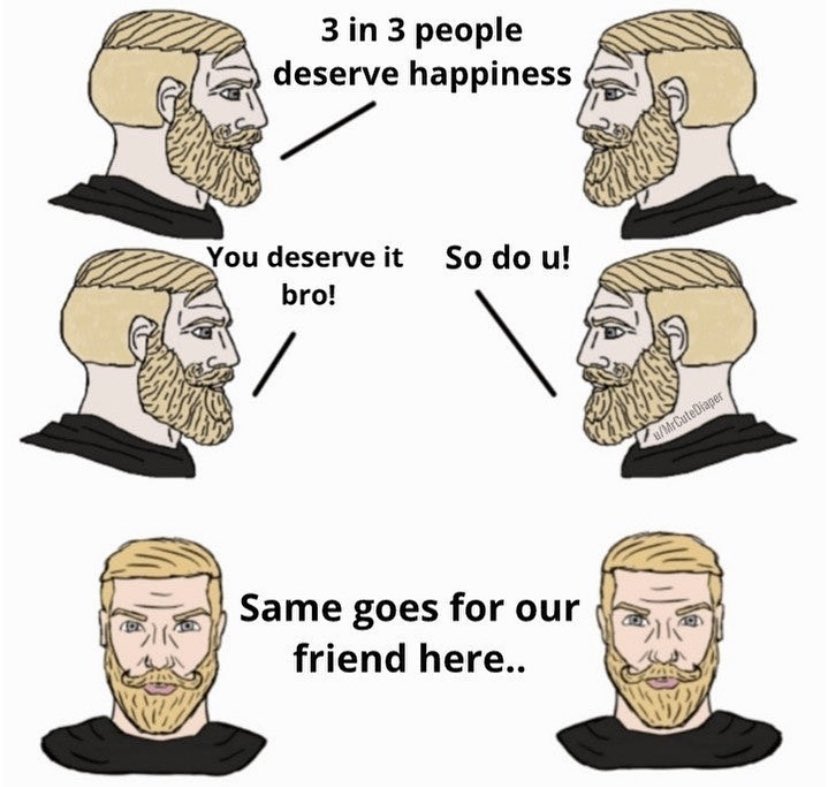 3 in 3 people
deserve happiness
You deserve it
bro!
So do u!
u/MrCuteDiaper
Same goes for our
friend here..